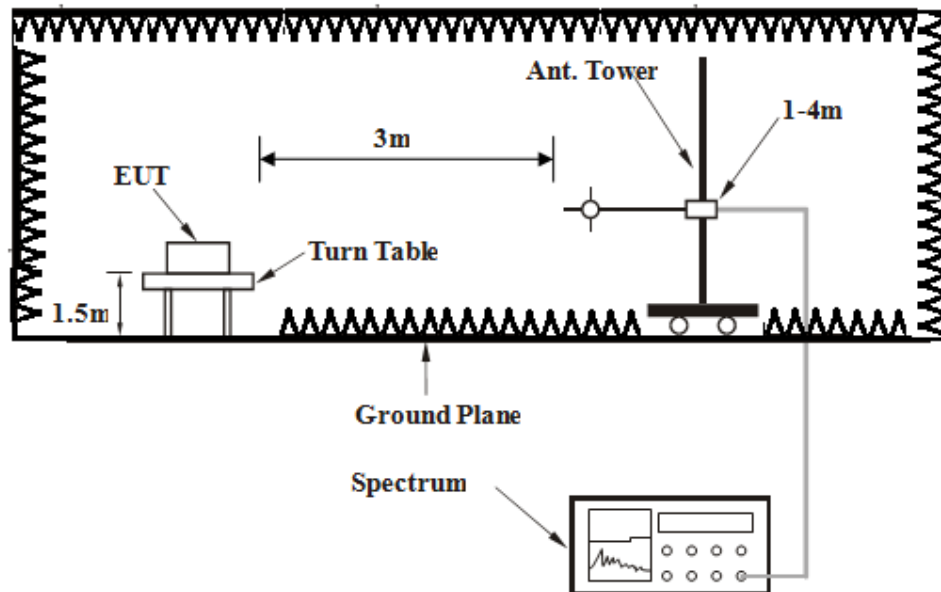 Ant. Tower
1-4m
3m
EUT
Turn Table
1.5m
Ground Plane
Spectrum